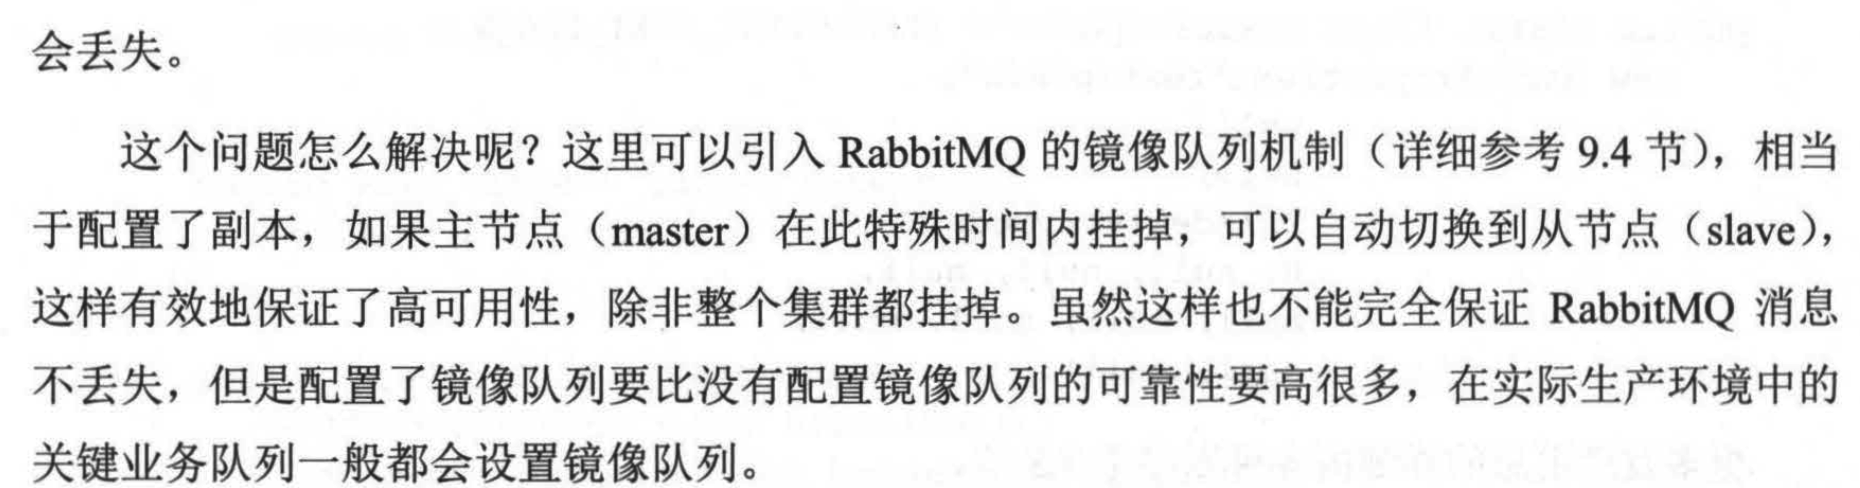 会丢失。
这个问题怎么解决呢？这里可以引入 RabbitMQ 的镜像队列机制（详细参考 9.4 节），相当
于配置了副本，如果主节点（master）在此特殊时间内挂掉，可以自动切换到从节点（slave），
这样有效地保证了高可用性，除非整个集群都挂掉。虽然这样也不能完全保证 RabbitMQ 消息
不丢失，但是配置了镜像队列要比没有配置镜像队列的可靠性要高很多，在实际生产环境中的
关键业务队列一般都会设置镜像队列。